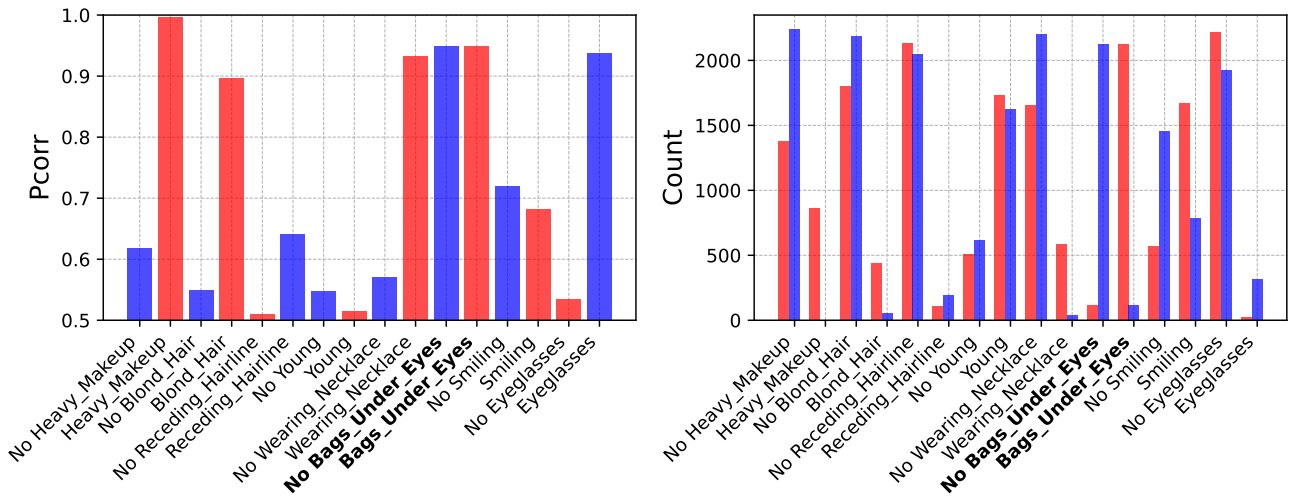 Pcorr
1.0
0.9
0.8
0.7
0.6
0.5
No Heavy_Makeup
Heavy_Makeup
No Blond_Hair
Blond_Hair
No Receding_Hairline
Receding_Hairline
No Young
Young
No Wearing_Necklace
Wearing_Necklace
No Bags_Under_Eyes
Bags_Under_Eyes
No Smiling
Smiling
No Eyeglasses
Eyeglasses
Count
2000
1500
1000
500
0
No Heavy_Makeup
Heavy_Makeup
No Blond_Hair
Blond_Hair
No Receding_Hairline
Receding_Hairline
No Young
Young
No Wearing_Necklace
Wearing_Necklace
No Bags_Under_Eyes
Bags_Under_Eyes
No Smiling
Smiling
No Eyeglasses
Eyeglasses